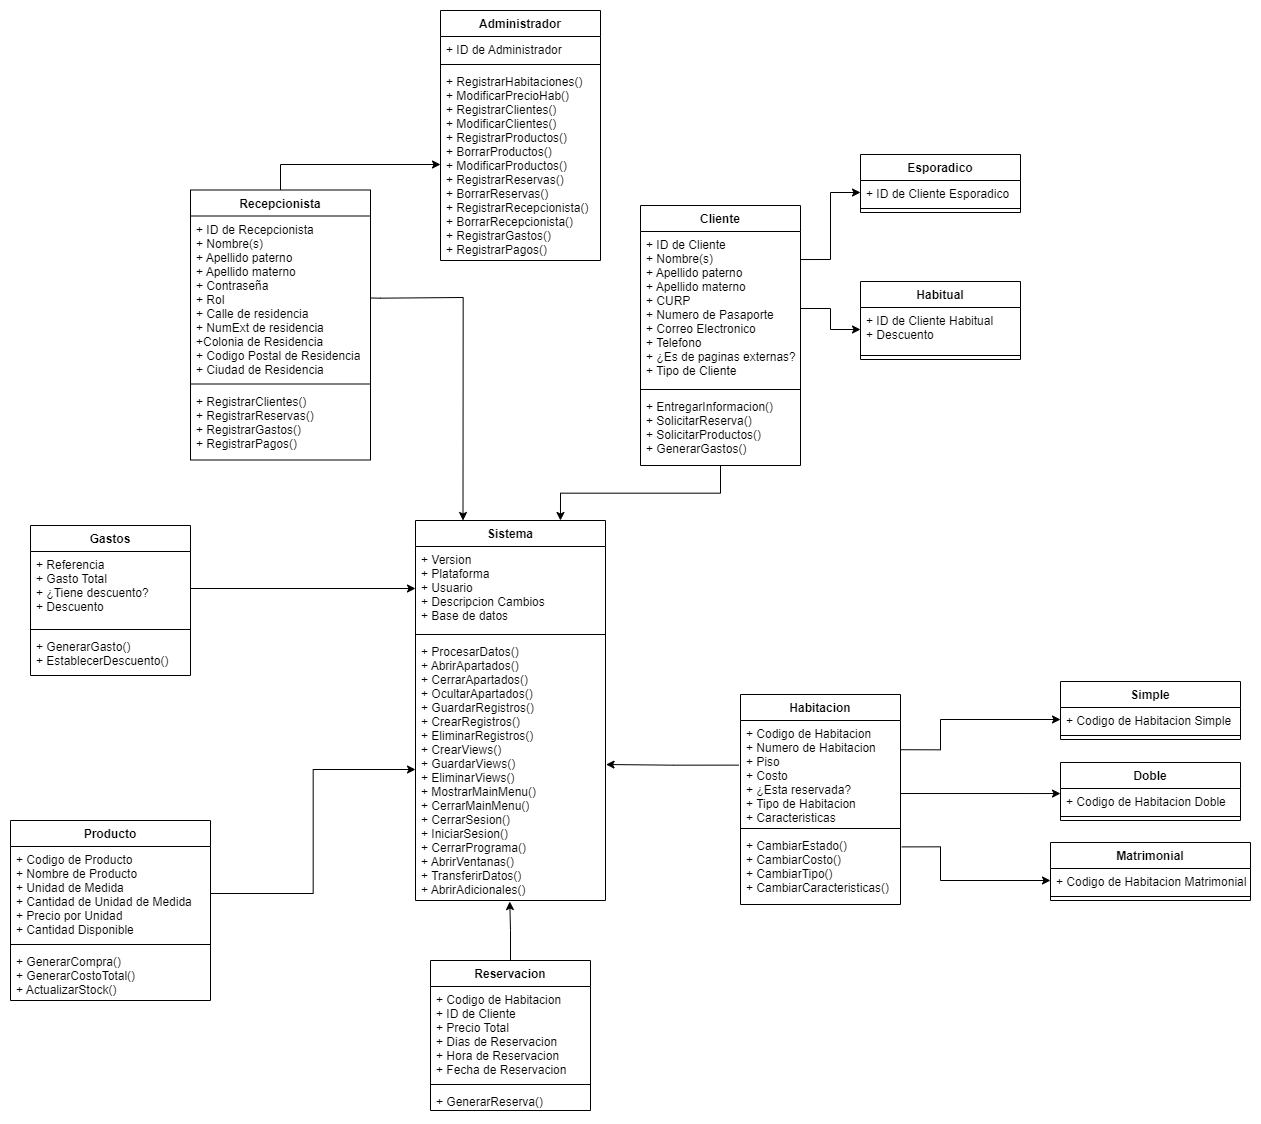 Administrador
+ ID de Administrador
+ RegistrarHabitaciones()
+ ModificarPrecioHab()
+ RegistrarClientes()
+ ModificarClientes()
+ RegistrarProductos()
+ BorrarProductos()
+ ModificarProductos()
+ RegistrarReservas()
+ BorrarReservas()
+ RegistrarRecepcionista()
+ BorrarRecepcionista()
+ RegistrarGastos()
+ RegistrarPagos()
Recepcionista
+ ID de Recepcionista
+ Nombre(s)
+ Apellido paterno
+ Apellido materno
+ Contraseña
+ Rol
+ Calle de residencia
+ NumExt de residencia
+Colonia de Residencia
+ Codigo Postal de Residencia
+ Ciudad de Residencia
+ RegistrarClientes()
+ RegistrarReservas()
+ RegistrarGastos()
+ RegistrarPagos()
Cliente
+ ID de Cliente
+ Nombre(s)
+ Apellido paterno
+ Apellido materno
+ CURP
+ Numero de Pasaporte
+ Correo Electronico
+ Telefono
+ ¿Es de paginas externas?
+ Tipo de Cliente
+ EntregarInformacion()
+ SolicitarReserva()
+ SolicitarProductos()
+ GenerarGastos()
Esporadico
+ ID de Cliente Esporadico
Habitual
+ ID de Cliente Habitual
+ Descuento
Gastos
+ Referencia
+ Gasto Total
+ ¿Tiene descuento?
+ Descuento
+ GenerarGasto()
+ EstablecerDescuento()
Sistema
+ Version
+ Plataforma
+ Usuario
+ Descripcion Cambios
+ Base de datos
+ ProcesarDatos()
+ AbrirApartados()
+ CerrarApartados()
+ OcultarApartados()
+ GuardarRegistros()
+ CrearRegistros()
+ EliminarRegistros()
+ CrearViews()
+ GuardarViews()
+ EliminarViews()
+ MostrarMainMenu()
+ CerrarMainMenu()
+ CerrarSesion()
+ IniciarSesion()
+ CerrarPrograma()
+ AbrirVentanas()
+ TransferirDatos()
+ AbrirAdicionales()
Habitacion
+ Codigo de Habitacion
+ Numero de Habitacion
+ Piso
+ Costo
+ ¿Esta reservada?
+ Tipo de Habitacion
+ Caracteristicas
+ CambiarEstado()
+ CambiarCosto()
+ CambiarTipo()
+ CambiarCaracteristicas()
Simple
+ Codigo de Habitacion Simple
Doble
+ Codigo de Habitacion Doble
Matrimonial
+ Codigo de Habitacion Matrimonial
Producto
+ Codigo de Producto
+ Nombre de Producto
+ Unidad de Medida
+ Cantidad de Unidad de Medida
+ Precio por Unidad
+ Cantidad Disponible
+ GenerarCompra()
+ GenerarCostoTotal()
+ ActualizarStock()
Reservacion
+ Codigo de Habitacion
+ ID de Cliente
+ Precio Total
+ Dias de Reservacion
+ Hora de Reservacion
+ Fecha de Reservacion
+ GenerarReserva()